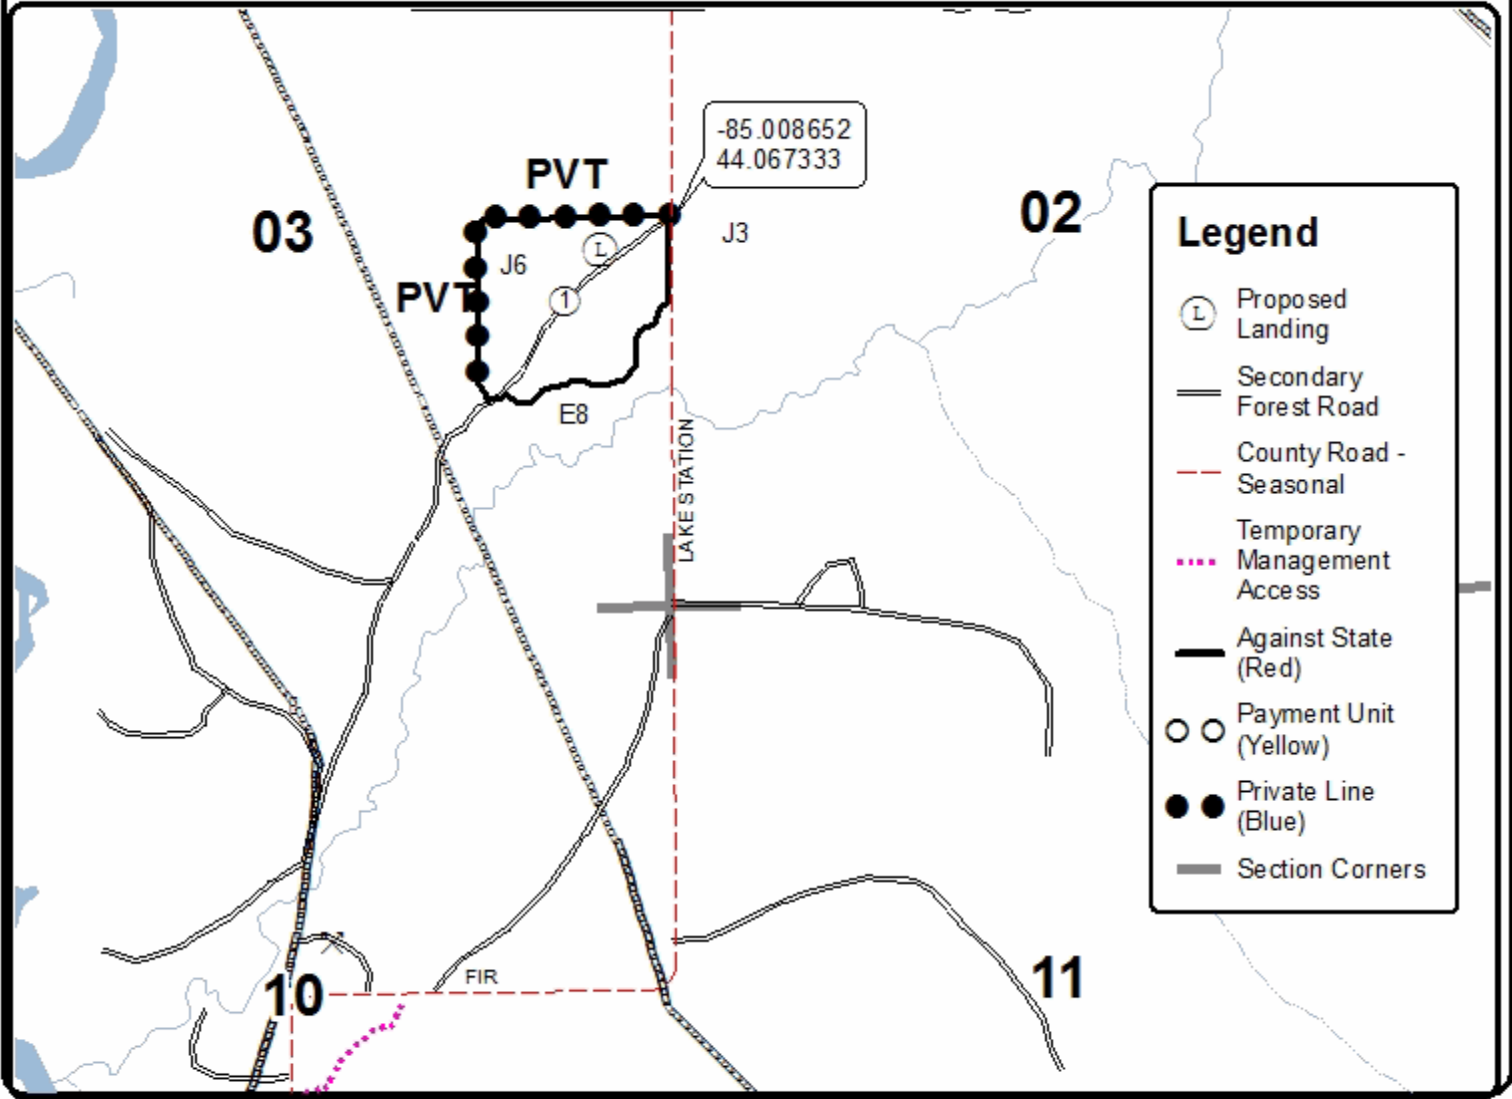 -85.008652
44.067333
PVT
02
03
J3
J6
L
PVT
1
E8
LAKE STATION
10
FIR
11
Legend
L
Proposed
Landing
Secondary
Forest Road
County Road -
Seasonal
Temporary
Management
Access
Against State
(Red)
Payment Unit
(Yellow)
Private Line
(Blue)
Section Corners